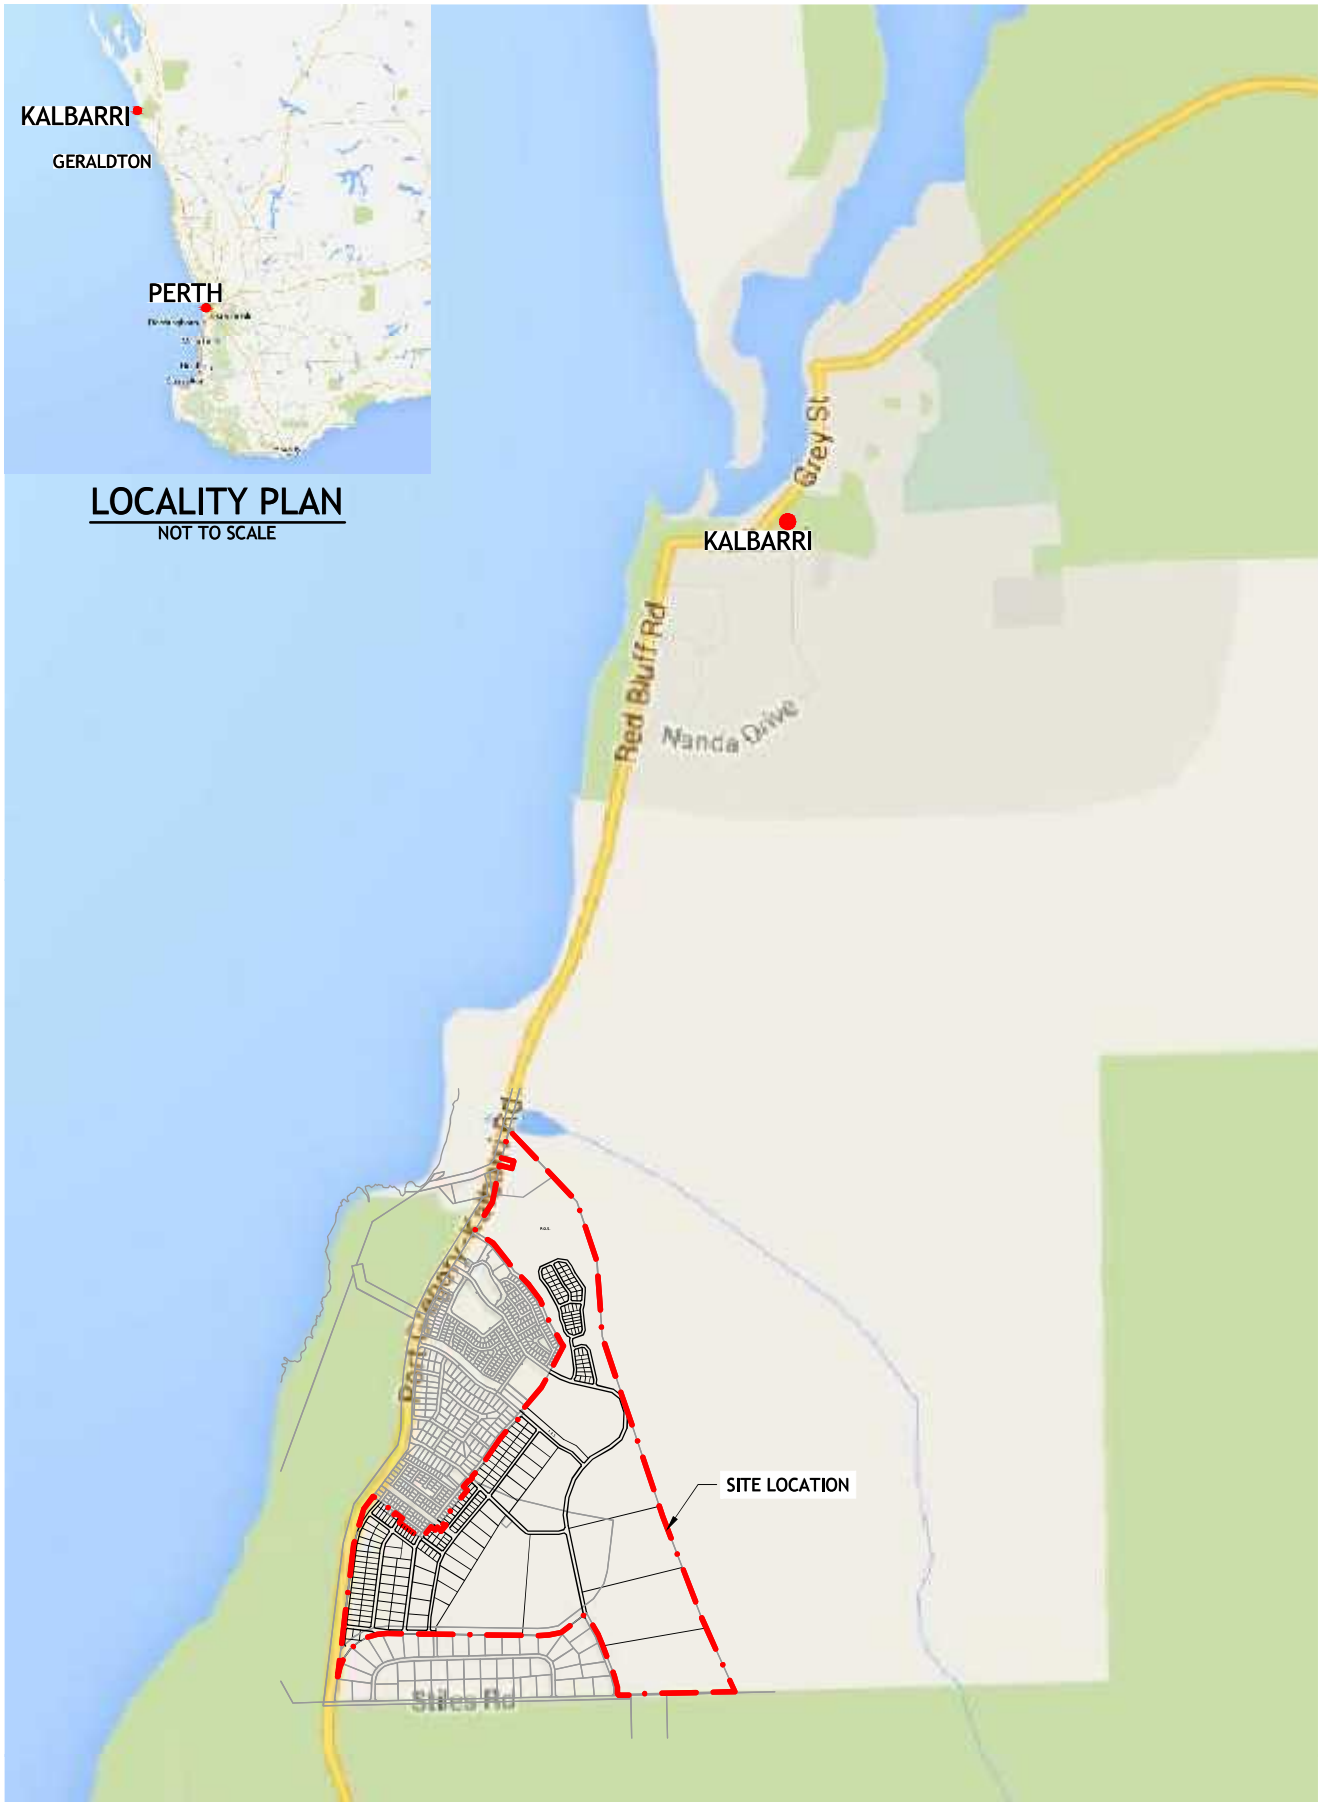 KALBARRI
GERALDTON
PERTH
LOCALITY PLAN
NOT TO SCALE
Grey St
KALBARRI
Red Bluff Rd
Nanda Drive
P.O.S.
SITE LOCATION
Stiles Rd